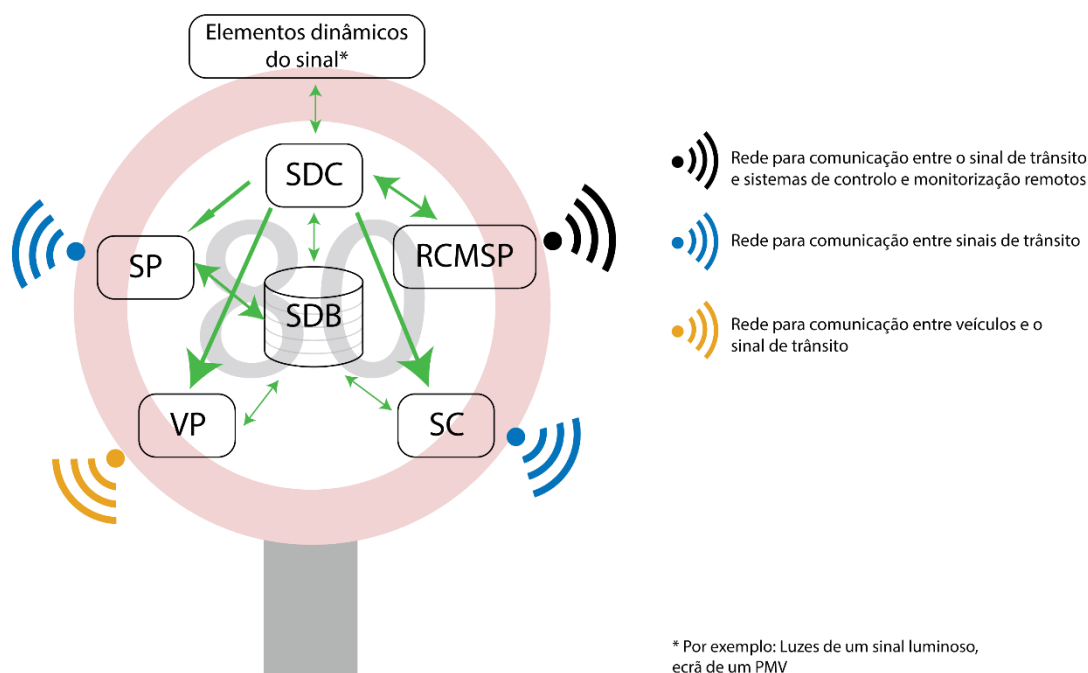 Elementos dinâmicos
do sinal*
SDC
80
SP
RCMSP
SDB
VP
SC
Rede para comunicação entre o sinal de trânsito
e sistemas de controlo e monitorização remotos
Rede para comunicação entre sinais de trânsito
Rede para comunicação entre veículos e o
sinal de trânsito
* Por exemplo: Luzes de um sinal luminoso,
ecrã de um PMV